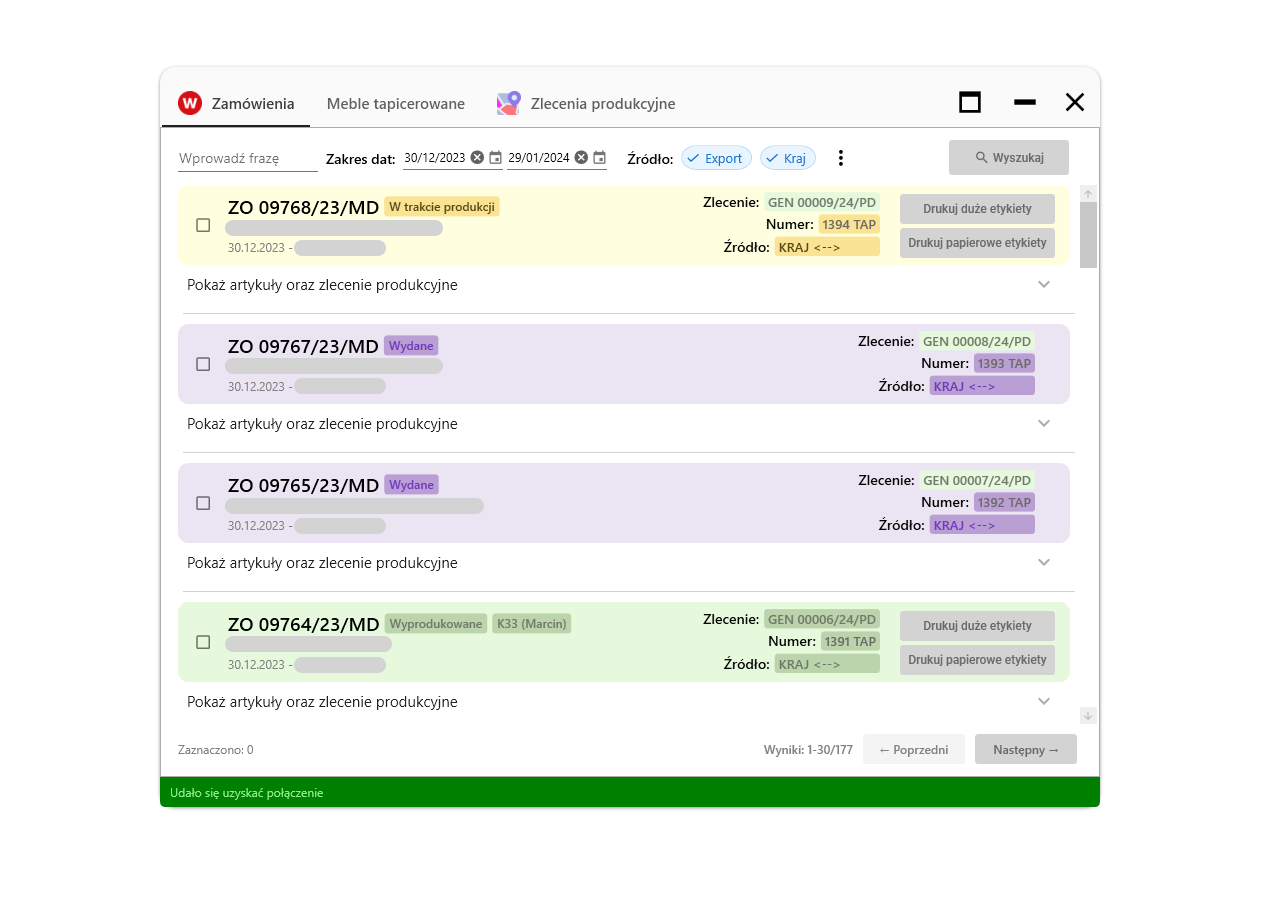 W Zamówienia Meble tapicerowane Zlecenia produkcyjne
Wprowadź frazę Zakres dat: 30/12/2023 29/01/2024 Źródło: Export Kraj Wyszukaj
ZO 09768/23/MD W trakcie produkcji
30.12.2023 -
Zlecenie: GEN 00009/24/PD
Numer: 1394 TAP
Źródło: KRAJ <-->
Drukuj duże etykiety
Drukuj papierowe etykiety
Pokaż artykuły oraz zlecenie produkcyjne
ZO 09767/23/MD Wydane
30.12.2023 -
Zlecenie: GEN 00008/24/PD
Numer: 1393 TAP
Źródło: KRAJ <-->
Pokaż artykuły oraz zlecenie produkcyjne
ZO 09765/23/MD Wydane
30.12.2023 -
Zlecenie: GEN 00007/24/PD
Numer: 1392 TAP
Źródło: KRAJ <-->
Pokaż artykuły oraz zlecenie produkcyjne
ZO 09764/23/MD Wyprodukowane K33 (Marcin)
30.12.2023 -
Zlecenie: GEN 00006/24/PD
Numer: 1391 TAP
Źródło: KRAJ <-->
Drukuj duże etykiety
Drukuj papierowe etykiety
Pokaż artykuły oraz zlecenie produkcyjne
Zaznaczono: 0 Wyniki: 1-30/177 ← Poprzedni Następny →
Udało się uzyskać połączenie